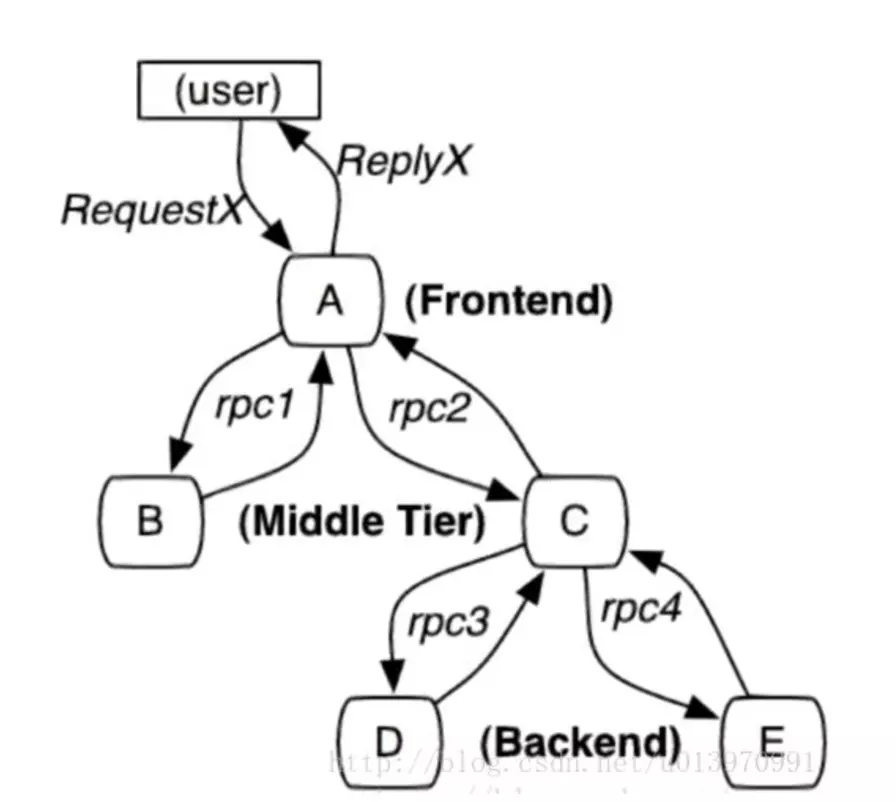 (user)
ReplyX
RequestX
A
(Frontend)
rpc1
rpc2
B
(Middle Tier)
C
rpc3
rpc4
D
(Backend)
E
http://blog.csdn.net/u013970991